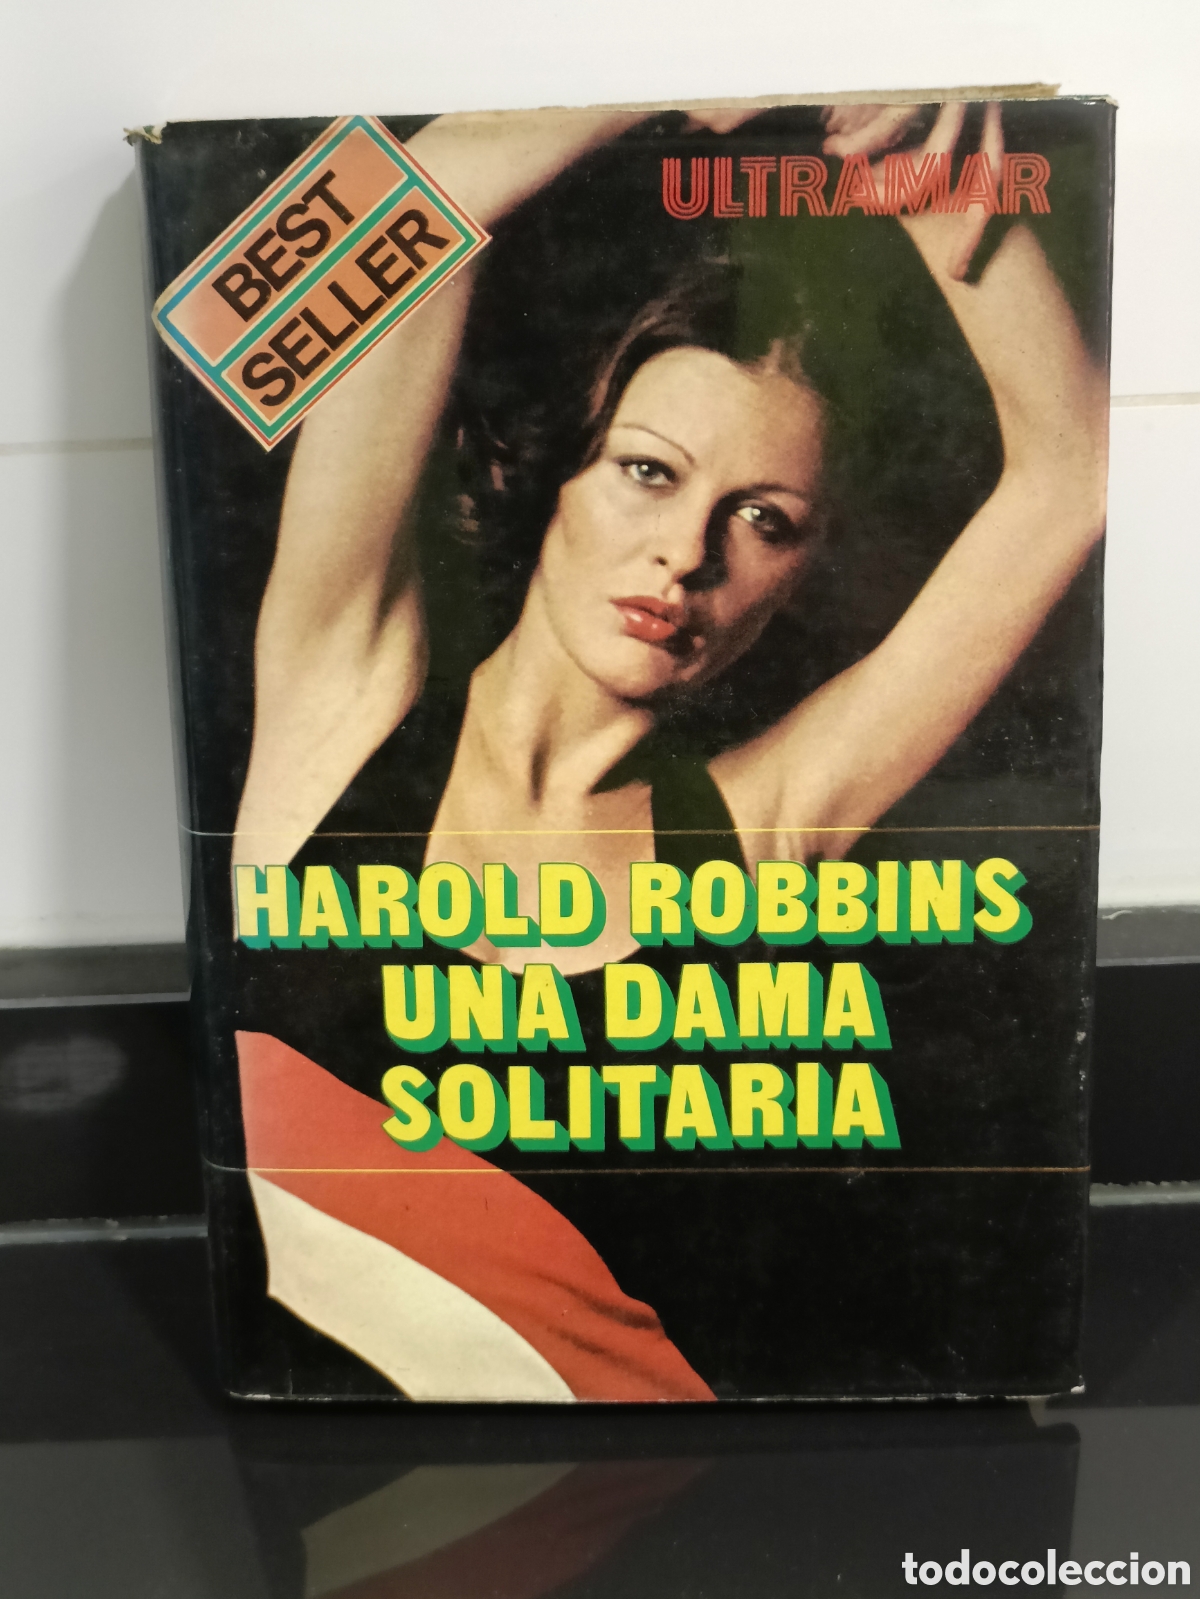 BEST
SELLER
ULTRAMAR
HAROLD ROBBINS
UNA DAMA
SOLITARIA
todocoleccion